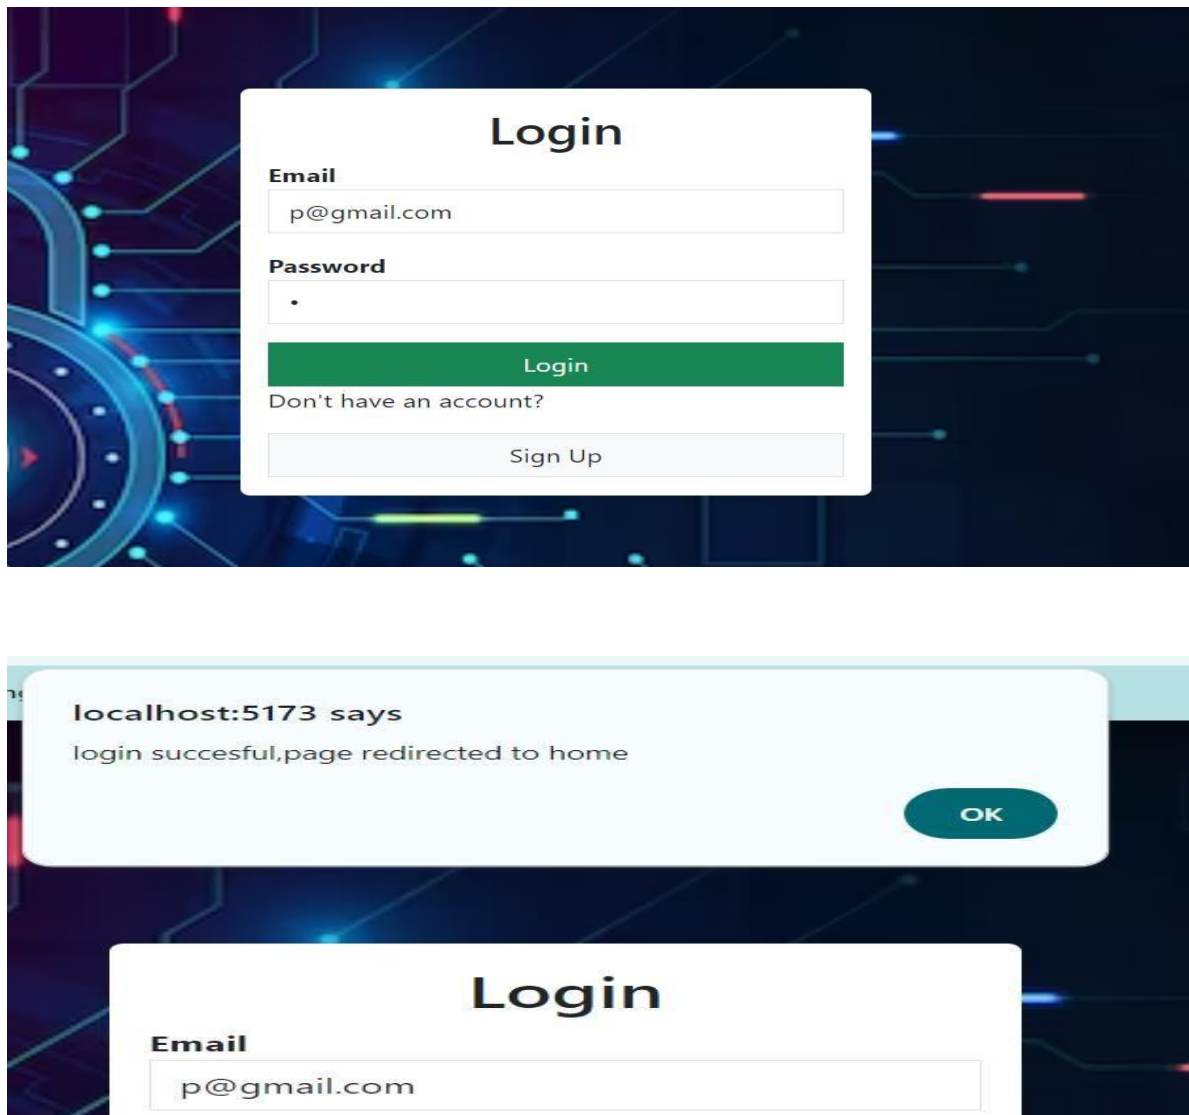 Login
Email
p@gmail.com
Password
•
Login
Don't have an account?
Sign Up
localhost:5173 says
login succesful,page redirected to home
OK
Login
Email
p@gmail.com